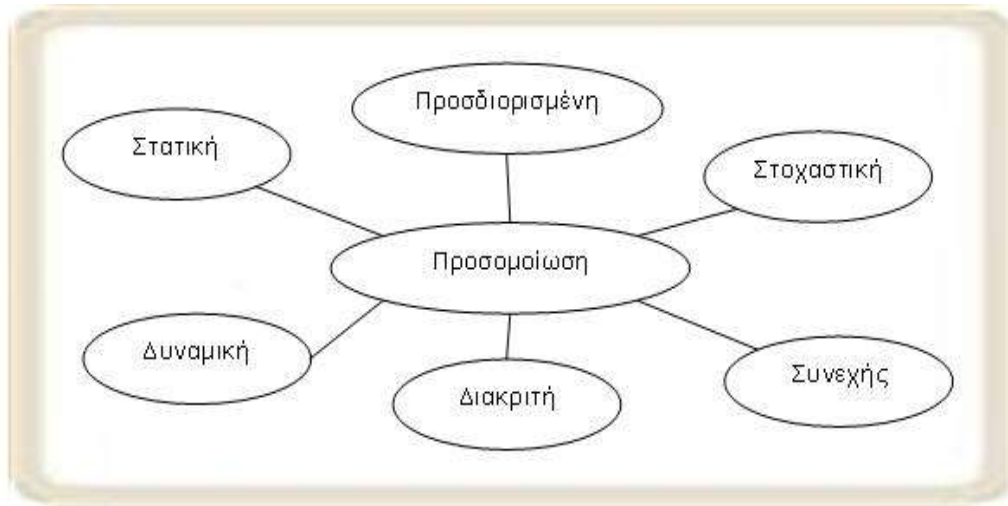 Προσδιορισμένη
Στατική
Στοχαστική
Προσομοίωση
Δυναμική
Διακριτή
Συνεχής